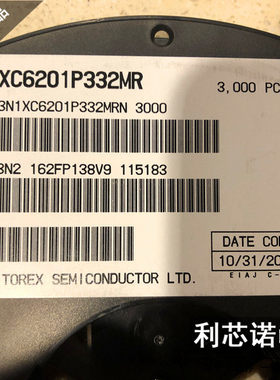 XC6201P332MR
3,000 PC
3N1XC6201P332MRN 3000
3N2 162FP138V9 115183
TOREX SEMICONDUCTOR LTD.
DATE COD
10/31/20
EIAJ C-
利芯诺